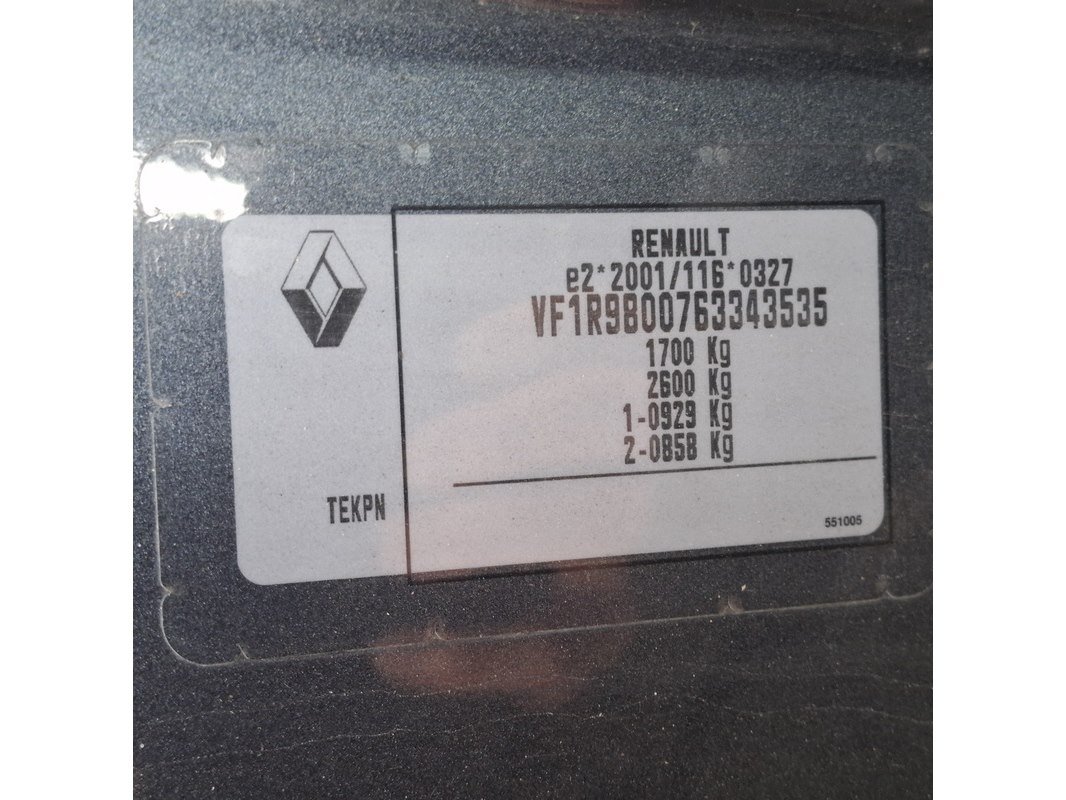 RENAULT
e2*2001/116*0327
VF1R9800763343535
1700 Kg
2600 Kg
1-0929 Kg
2-0858 Kg
TEKPN
551005